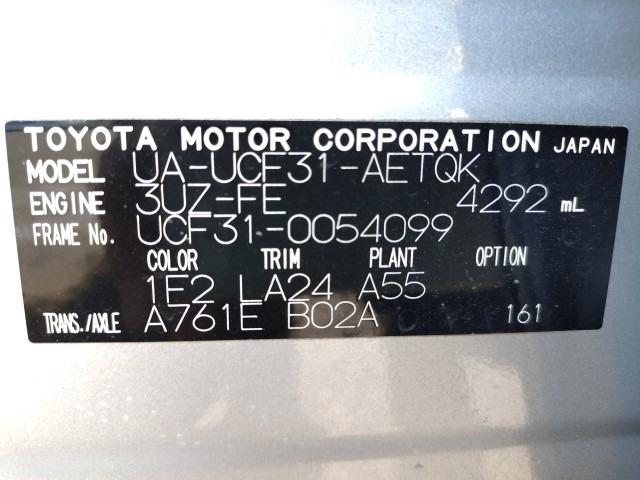 TOYOTA MOTOR CORPORATION JAPAN
MODEL UA-UCF31-AETQK
ENGINE 3UZ-FE 4292 mL
FRAME No. UCF31-0054099
COLOR TRIM PLANT OPTION
1E2 LA24 A55
TRANS./AXLE A761E B02A 161